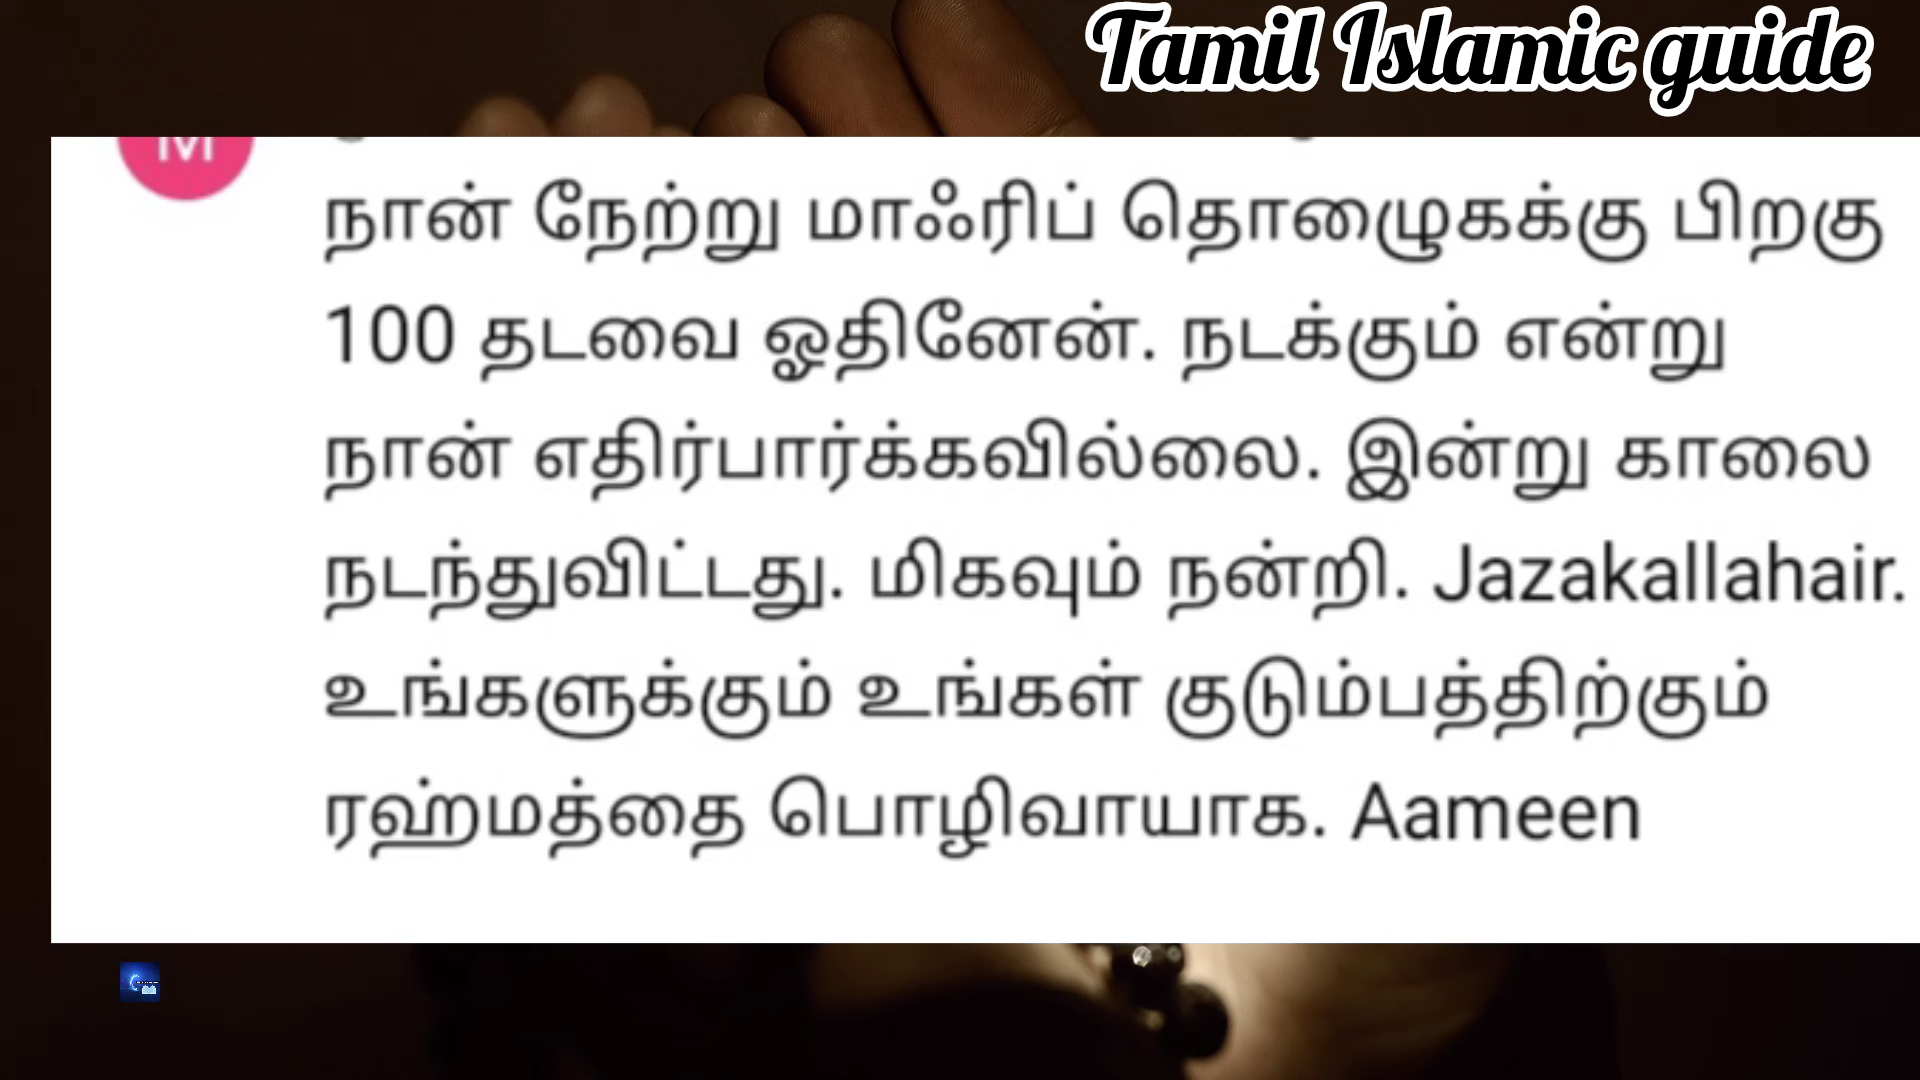 Tamil Islamic guide
நான் நேற்று மாஃரிப் தொழுைகக்கு பிறகு
100 தடவை ஓதினேன். நடக்கும் என்று
நான் எதிர்பார்க்கவில்லை. இன்று காலை
நடந்துவிட்டது. மிகவும் நன்றி. Jazakallahair.
உங்களுக்கும் உங்கள் குடும்பத்திற்கும்
ரஹ்மத்தை பொழிவாயாக. Aameen